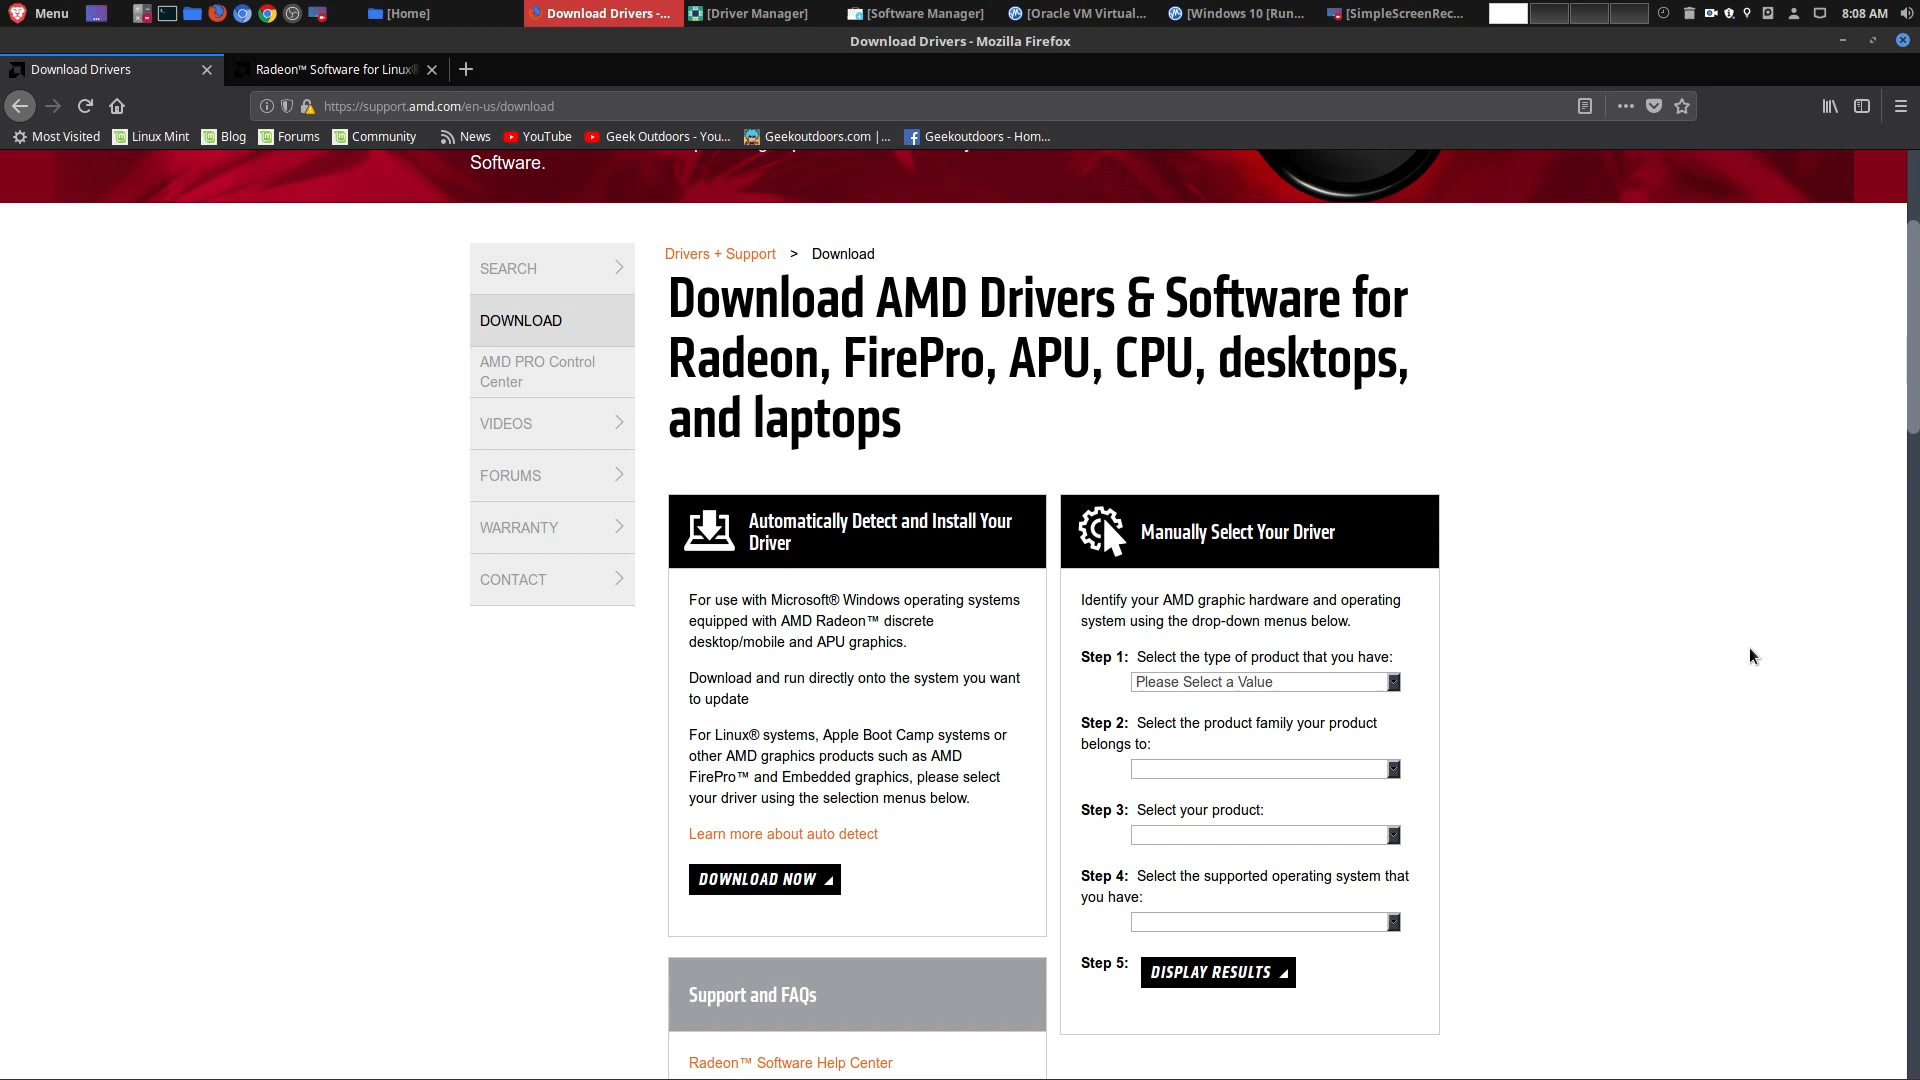 Menu
[Home]
Download Drivers -...
[Driver Manager]
[Software Manager]
[Oracle VM Virtual...
[Windows 10 [Run...
[SimpleScreenRec...
8:08 AM
Download Drivers - Mozilla Firefox
Download Drivers
Radeon™ Software for Linux®
https://support.amd.com/en-us/download
Most Visited
Linux Mint
Blog
Forums
Community
News
YouTube
Geek Outdoors - You...
Geekoutdoors.com |...
Geekoutdoors - Hom...
Software.
SEARCH
DOWNLOAD
AMD PRO Control
Center
VIDEOS
FORUMS
WARRANTY
CONTACT
Drivers + Support > Download
Download AMD Drivers & Software for
Radeon, FirePro, APU, CPU, desktops,
and laptops
Automatically Detect and Install Your
Driver
For use with Microsoft® Windows operating systems
equipped with AMD Radeon™ discrete
desktop/mobile and APU graphics.
Download and run directly onto the system you want
to update
For Linux® systems, Apple Boot Camp systems or
other AMD graphics products such as AMD
FirePro™ and Embedded graphics, please select
your driver using the selection menus below.
Learn more about auto detect
DOWNLOAD NOW
Support and FAQs
Radeon™ Software Help Center
Manually Select Your Driver
Identify your AMD graphic hardware and operating
system using the drop-down menus below.
Step 1: Select the type of product that you have:
Please Select a Value
Step 2: Select the product family your product
belongs to:
Step 3: Select your product:
Step 4: Select the supported operating system that
you have:
Step 5: DISPLAY RESULTS